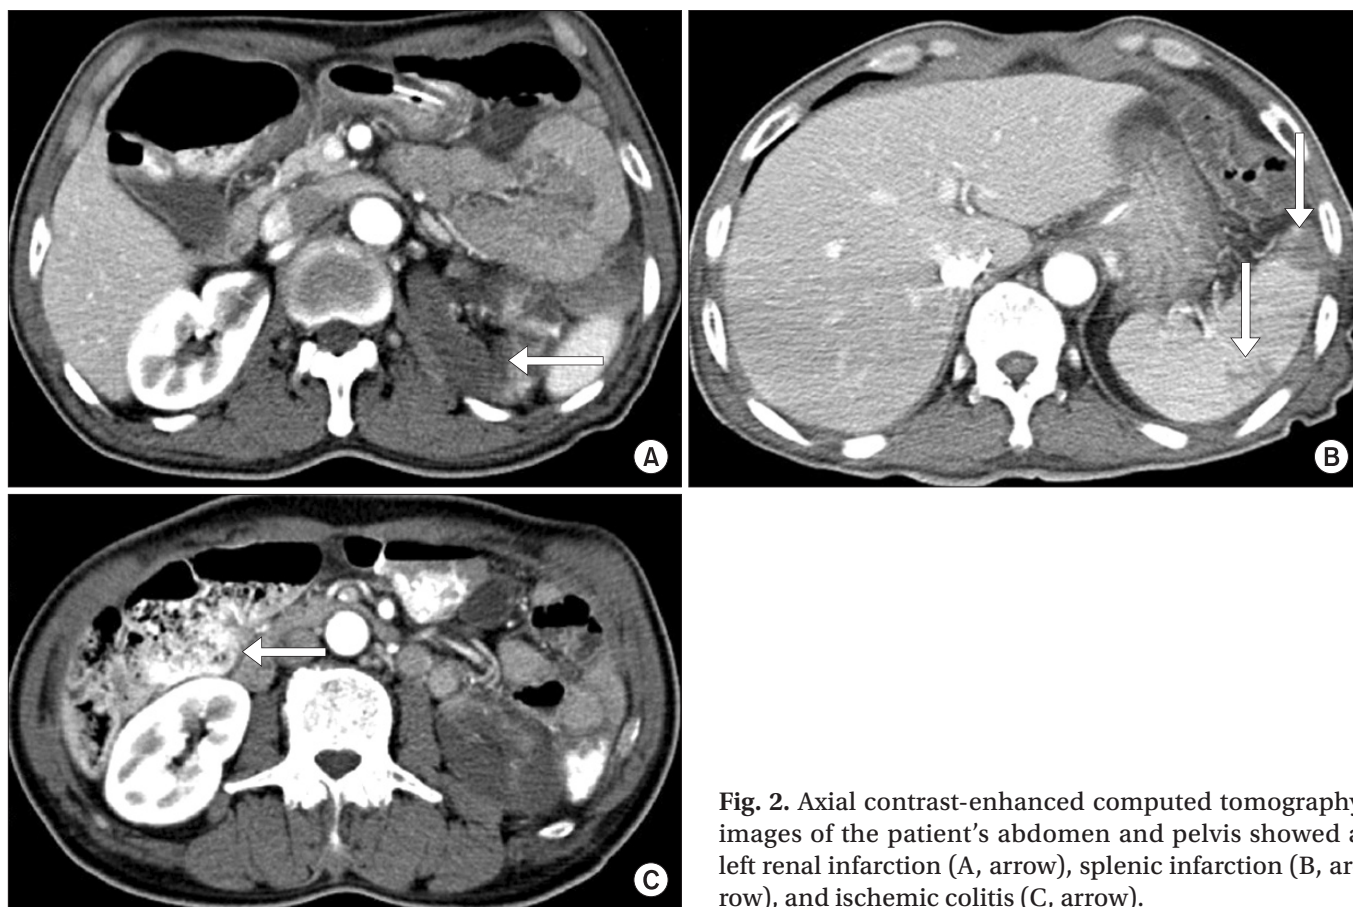 A
B
C
Fig. 2. Axial contrast-enhanced computed tomography
images of the patient's abdomen and pelvis showed a
left renal infarction (A, arrow), splenic infarction (B, ar
row), and ischemic colitis (C, arrow).